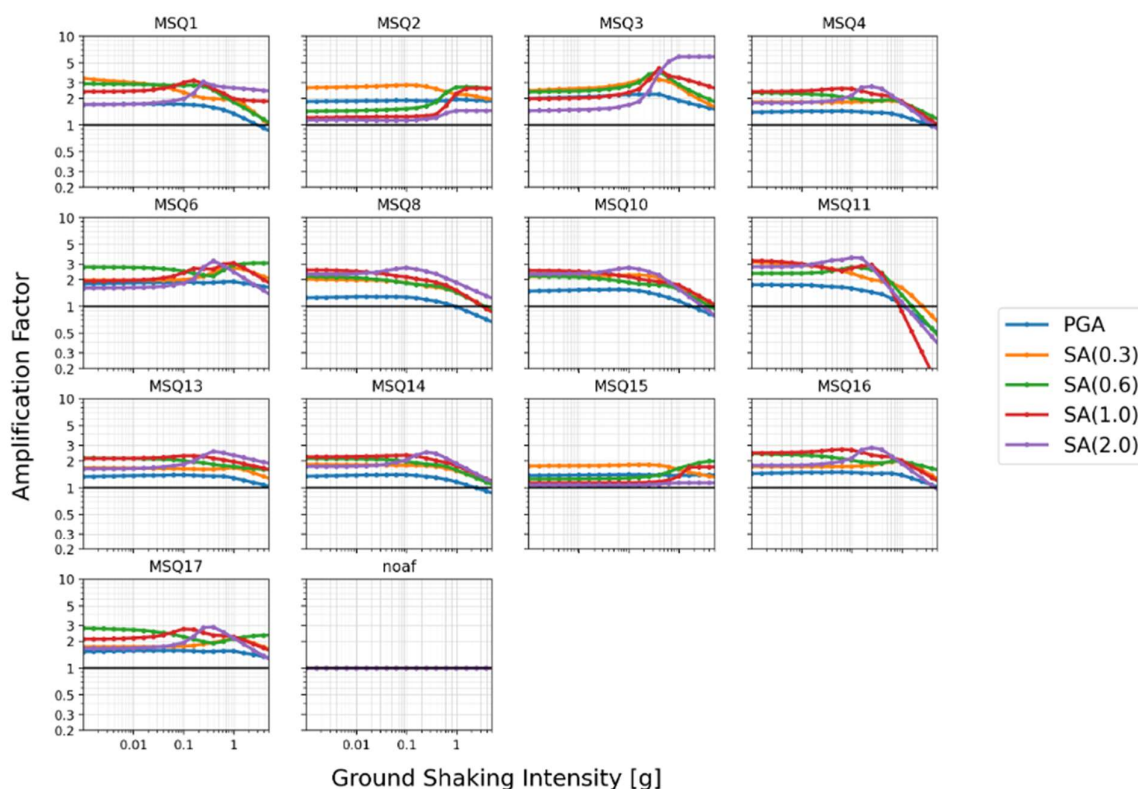 MSQ1 MSQ2 MSQ3 MSQ4
10
5
3
2
1
0.5
0.3
0.2
MSQ6 MSQ8 MSQ10 MSQ11
10
5
3
2
1
0.5
0.3
0.2
MSQ13 MSQ14 MSQ15 MSQ16
10
5
3
2
1
0.5
0.3
0.2
MSQ17 noaf
10
5
3
2
1
0.5
0.3
0.2
0.01 0.1 1 0.01 0.1 1
Amplification Factor
Ground Shaking Intensity [g]
PGA
SA(0.3)
SA(0.6)
SA(1.0)
SA(2.0)